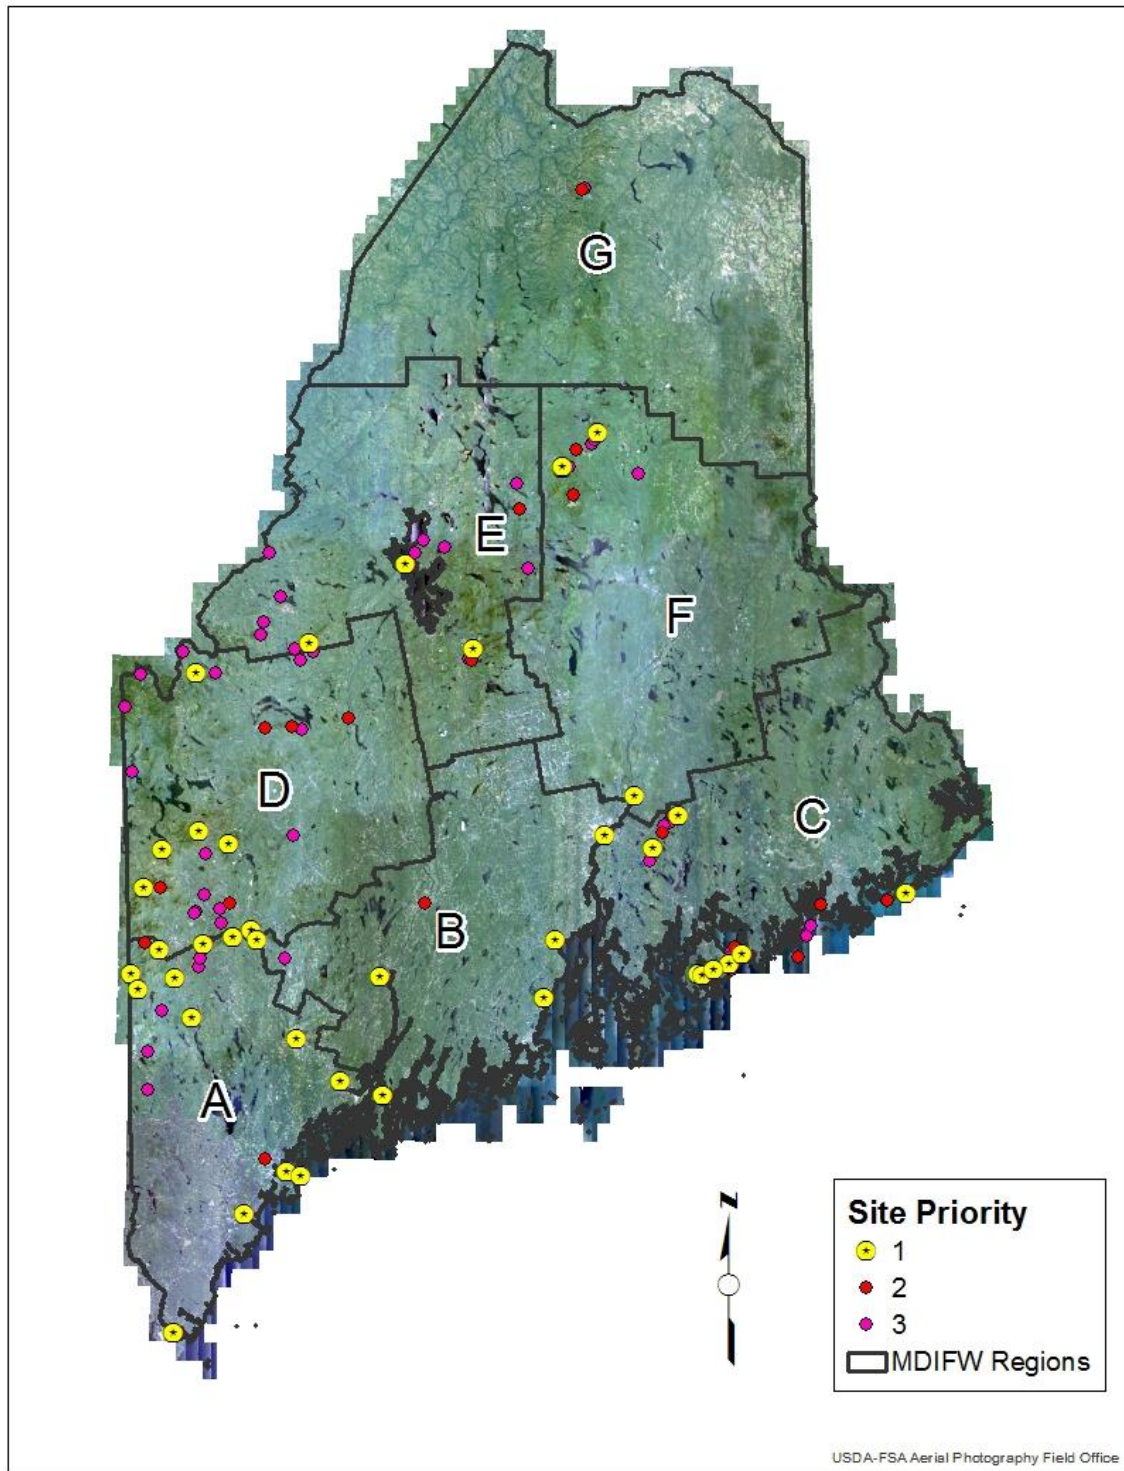 G
E
F
D
C
B
A
N
Site Priority
1
2
3
MDIFW Regions
USDA-FSA Aerial Photography Field Office